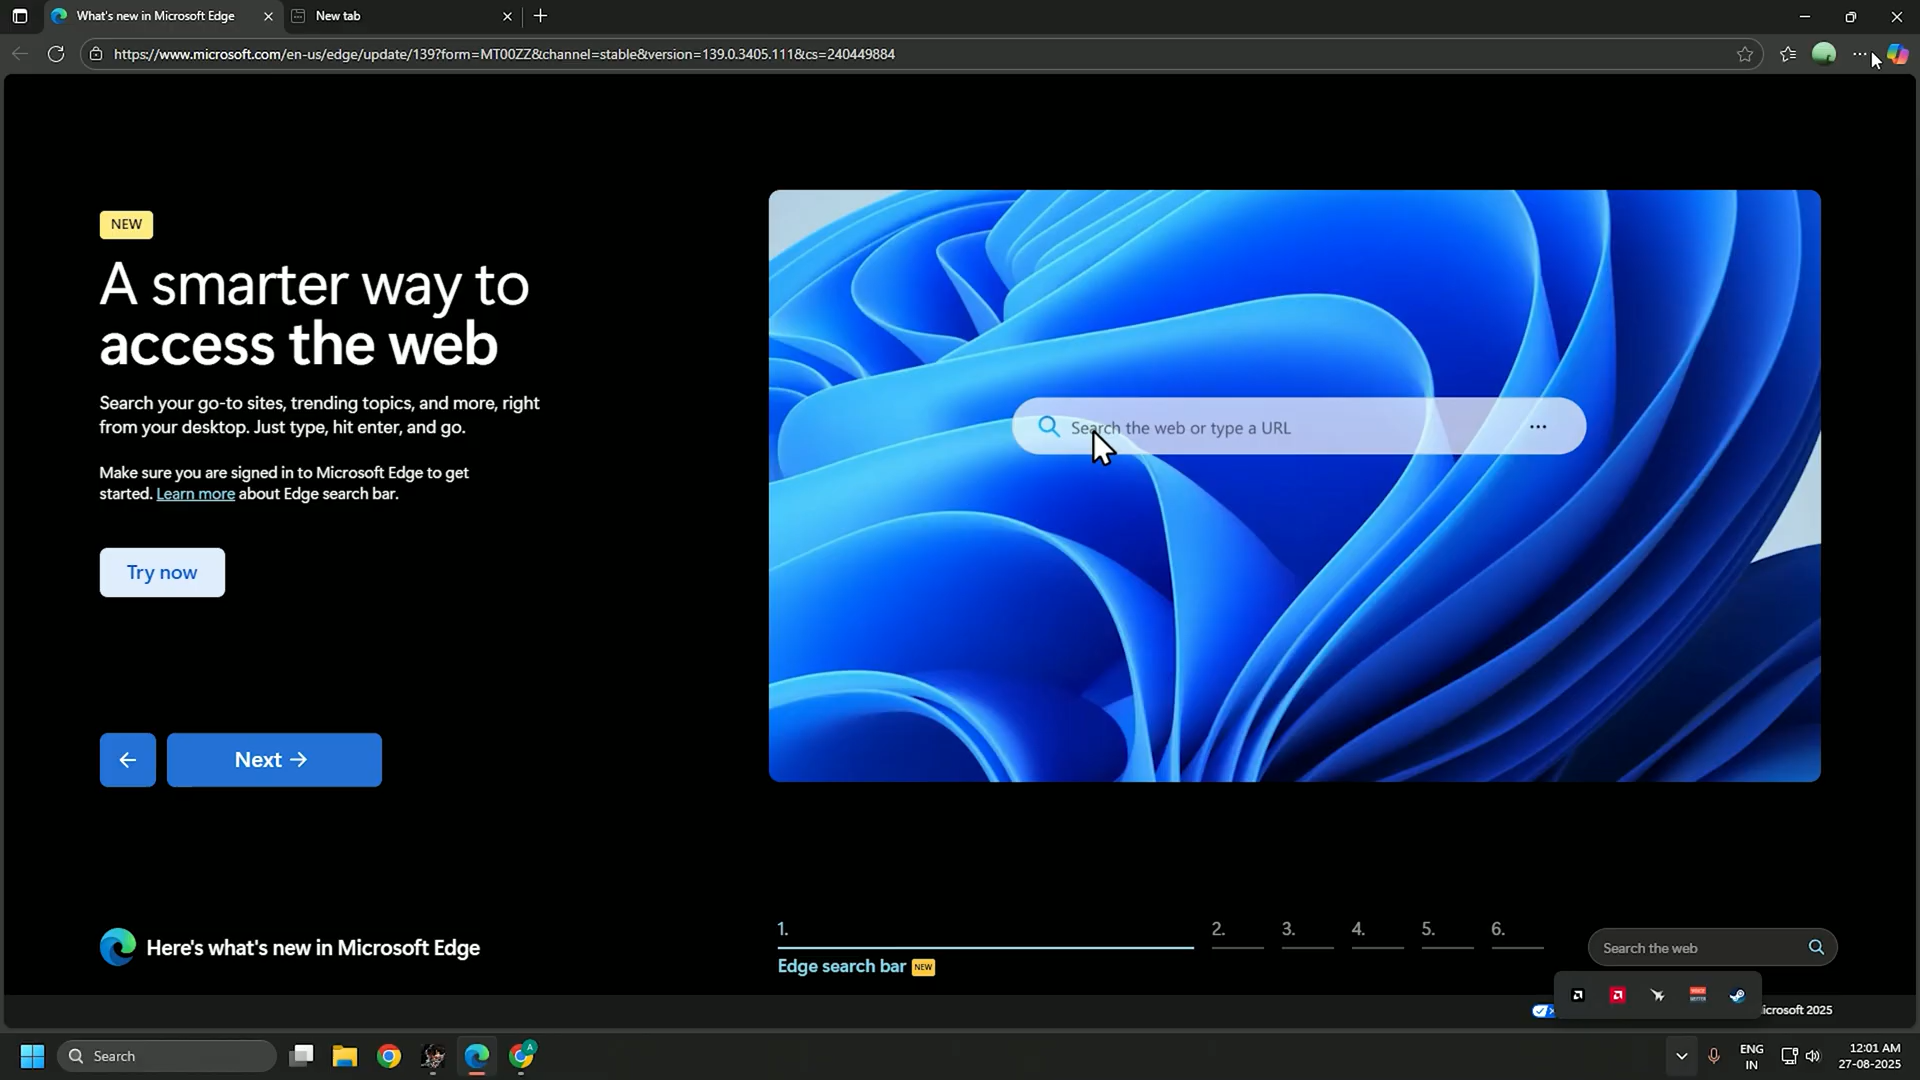 What's new in Microsoft Edge
New tab
https://www.microsoft.com/en-us/edge/update/139?form=MT00ZZ&channel=stable&version=139.0.3405.111&cs=240449884
NEW
A smarter way to
access the web
Search your go-to sites, trending topics, and more, right
from your desktop. Just type, hit enter, and go.
Make sure you are signed in to Microsoft Edge to get
started. Learn more about Edge search bar.
Try now
Search the web or type a URL
← Next →
Here's what's new in Microsoft Edge
1. 2. 3. 4. 5. 6.
Edge search bar NEW
Search the web
icrosoft 2025
Search
A
ENG
IN
12:01 AM
27-08-2025